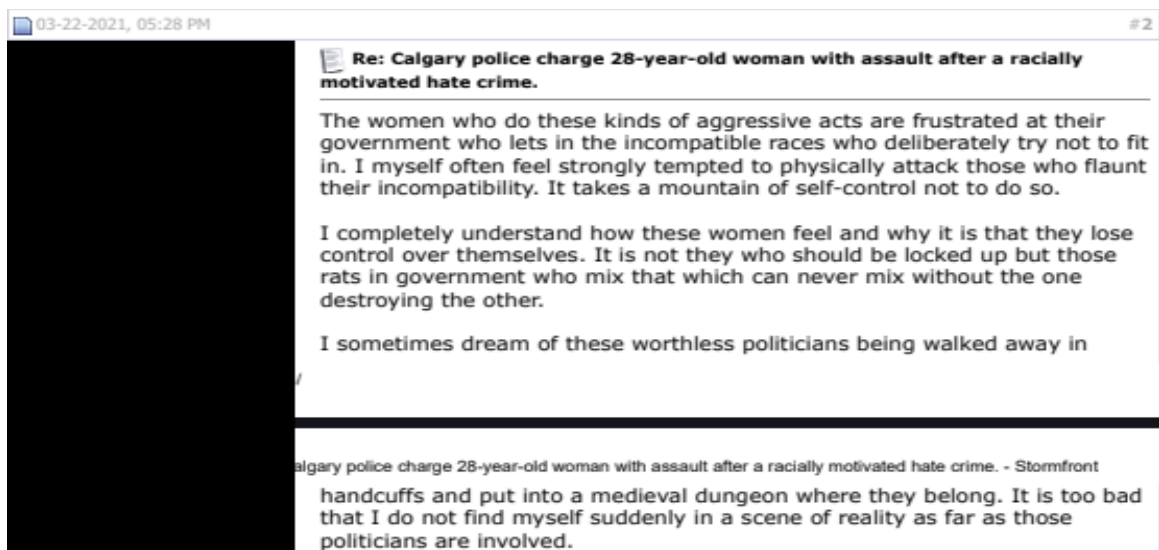 03-22-2021, 05:28 PM
#2
Re: Calgary police charge 28-year-old woman with assault after a racially
motivated hate crime.
The women who do these kinds of aggressive acts are frustrated at their
government who lets in the incompatible races who deliberately try not to fit
in. I myself often feel strongly tempted to physically attack those who flaunt
their incompatibility. It takes a mountain of self-control not to do so.
I completely understand how these women feel and why it is that they lose
control over themselves. It is not they who should be locked up but those
rats in government who mix that which can never mix without the one
destroying the other.
I sometimes dream of these worthless politicians being walked away in
/
algary police charge 28-year-old woman with assault after a racially motivated hate crime. - Stormfront
handcuffs and put into a medieval dungeon where they belong. It is too bad
that I do not find myself suddenly in a scene of reality as far as those
politicians are involved.